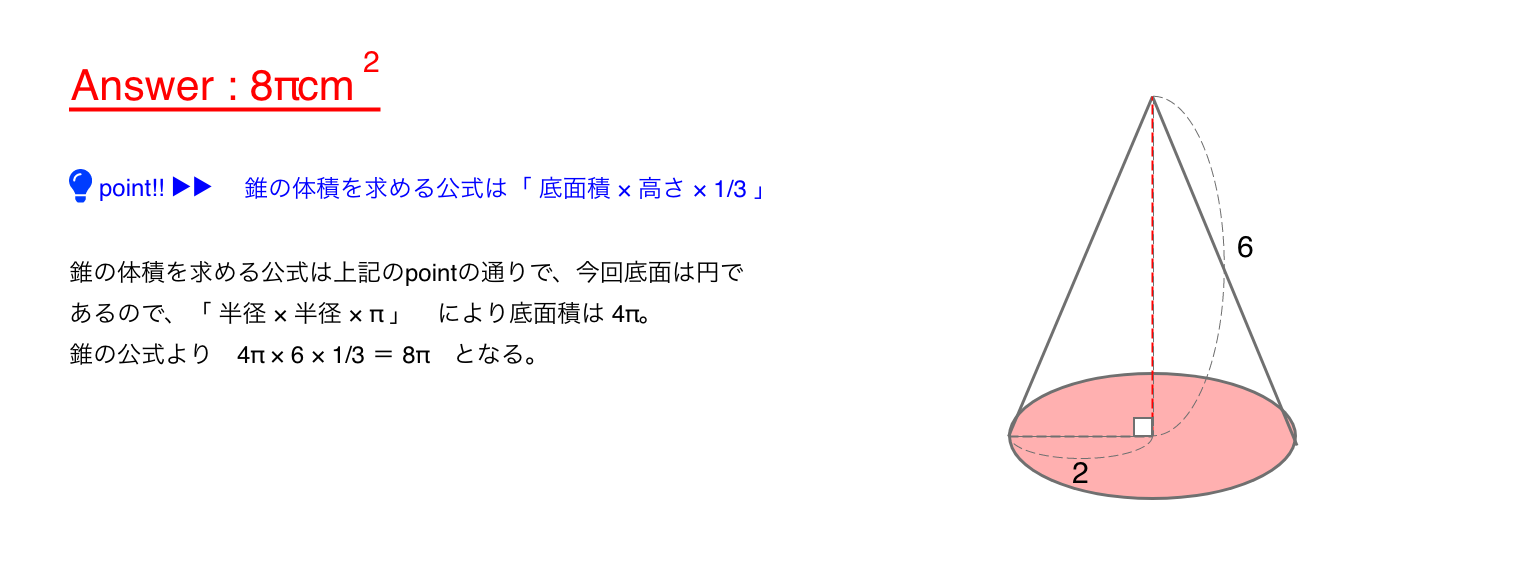 Answer : 8πcm²
point!! ▶▶ 錐の体積を求める公式は「 底面積 × 高さ × 1/3 」
錐の体積を求める公式は上記のpointの通りで、今回底面は円で
あるので、「 半径 × 半径 × π 」 により底面積は 4π。
錐の公式より 4π × 6 × 1/3 ＝ 8π となる。
6
2